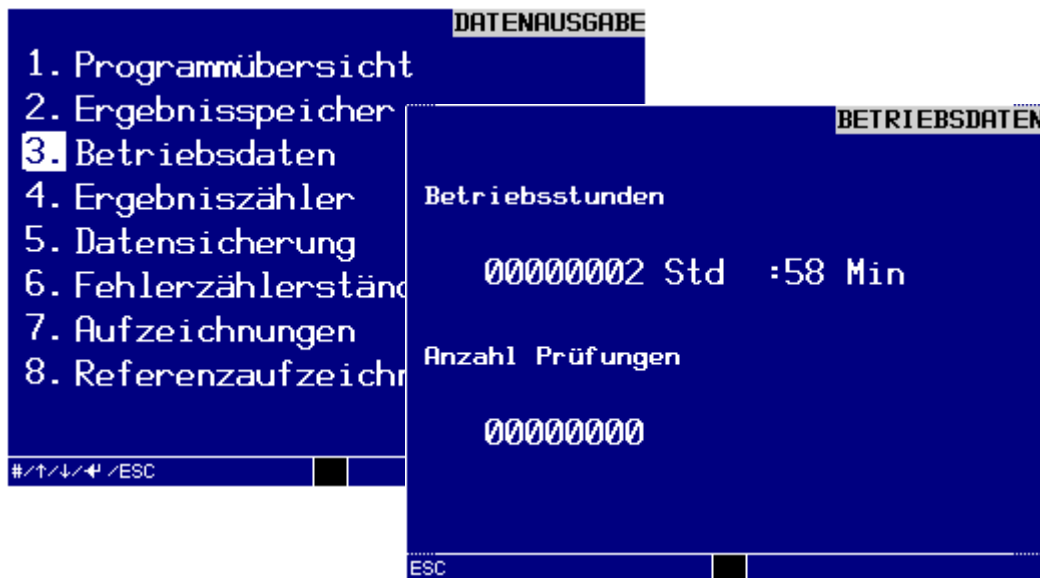 DATENAUSGABE
1. Programmübersicht
2. Ergebnisspeicher
3. Betriebsdaten
4. Ergebniszähler
5. Datensicherung
6. Fehlerzählerständ
7. Aufzeichnungen
8. Referenzaufzeichn
#/↑/↓/↵/ESC
BETRIEBSDATEN
Betriebsstunden
00000002 Std :58 Min
Anzahl Prüfungen
00000000
ESC